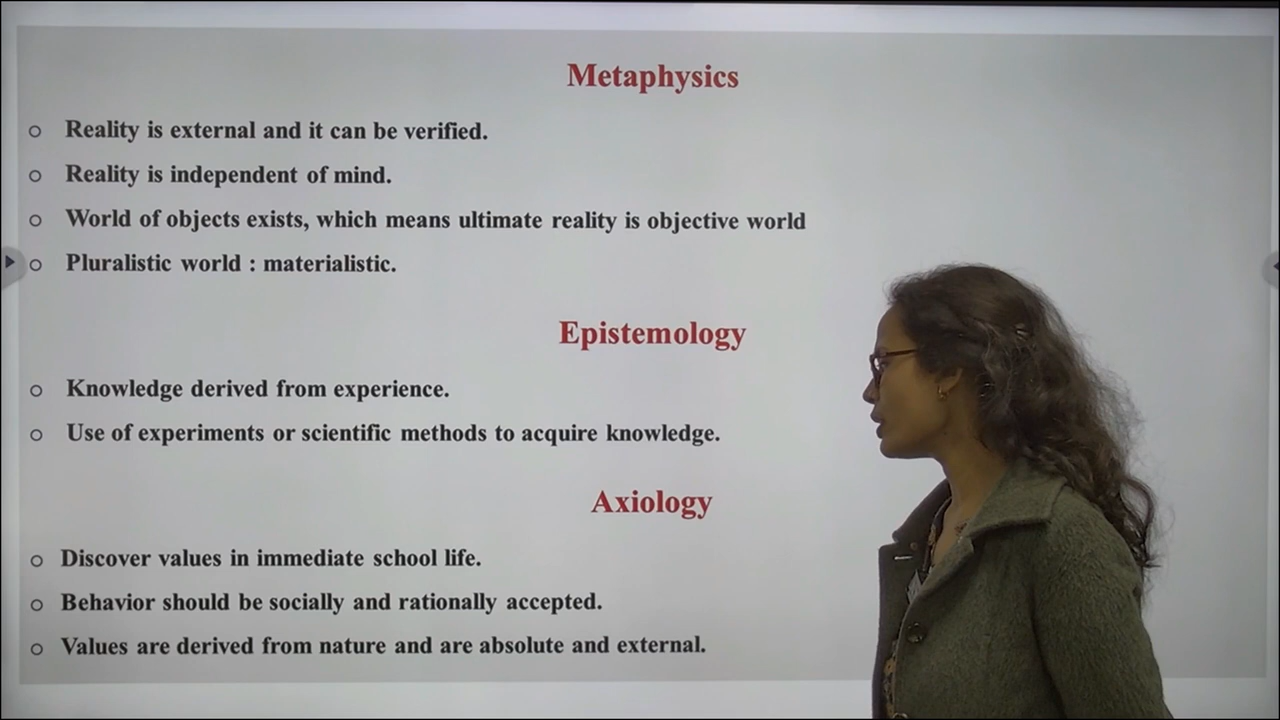 Metaphysics
Reality is external and it can be verified.
Reality is independent of mind.
World of objects exists, which means ultimate reality is objective world
Pluralistic world : materialistic.
Epistemology
Knowledge derived from experience.
Use of experiments or scientific methods to acquire knowledge.
Axiology
Discover values in immediate school life.
Behavior should be socially and rationally accepted.
Values are derived from nature and are absolute and external.